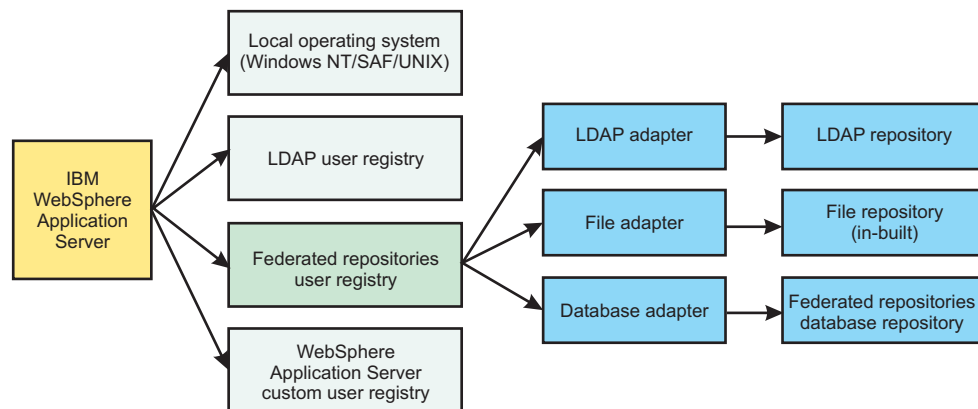 Local operating system
(Windows NT/SAF/UNIX)
LDAP user registry
IBM
WebSphere
Application
Server
Federated repositories
user registry
WebSphere
Application Server
custom user registry
LDAP adapter
LDAP repository
File adapter
File repository
(in-built)
Database adapter
Federated repositories
database repository